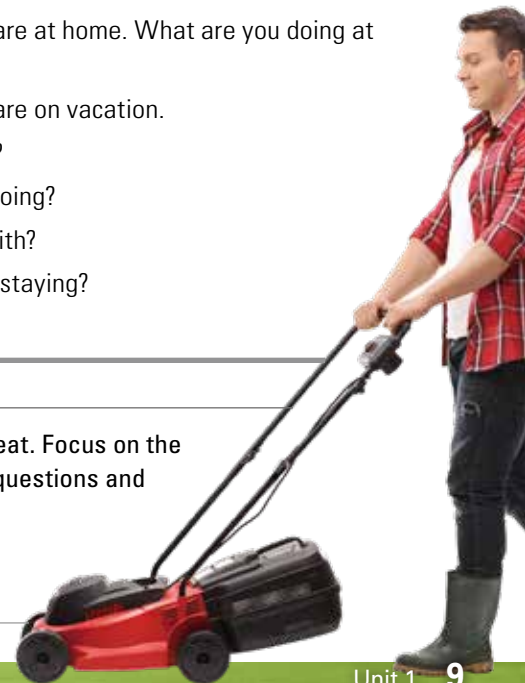 are at home. What are you doing at
are on vacation.
?
oing?
ith?
staying?
eat. Focus on the
questions and
Unit 1 9